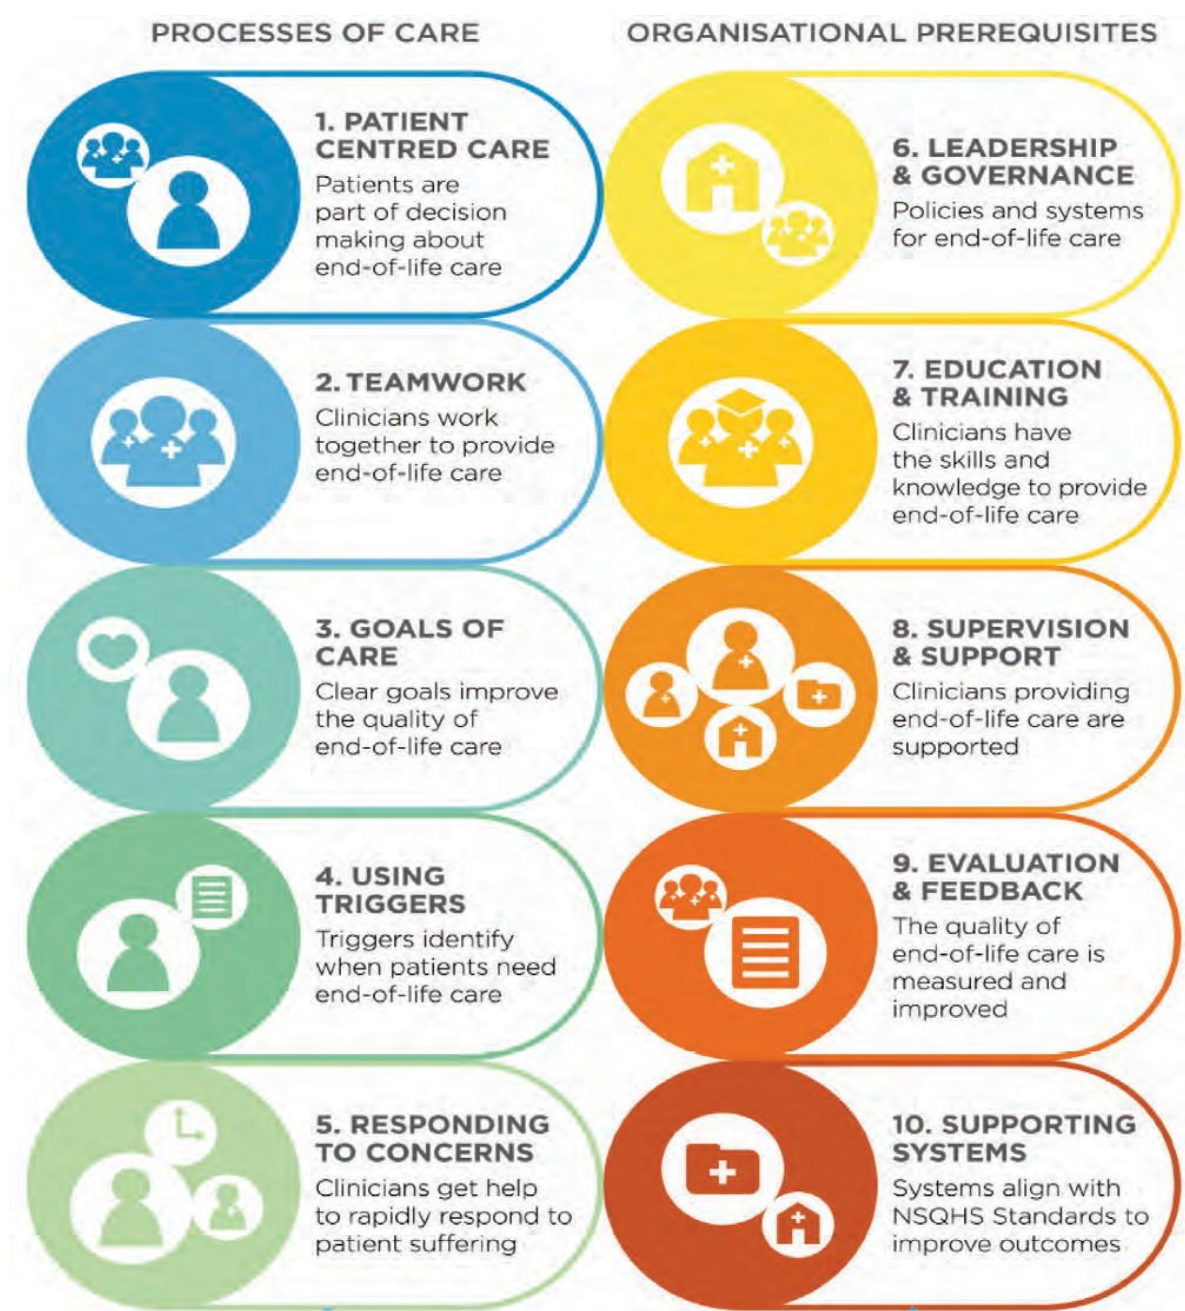 PROCESSES OF CARE
1. PATIENT
CENTRED CARE
Patients are
part of decision
making about
end-of-life care
2. TEAMWORK
Clinicians work
together to provide
end-of-life care
3. GOALS OF
CARE
Clear goals improve
the quality of
end-of-life care
4. USING
TRIGGERS
Triggers identify
when patients need
end-of-life care
5. RESPONDING
TO CONCERNS
Clinicians get help
to rapidly respond to
patient suffering
ORGANISATIONAL PREREQUISITES
6. LEADERSHIP
& GOVERNANCE
Policies and systems
for end-of-life care
7. EDUCATION
& TRAINING
Clinicians have
the skills and
knowledge to provide
end-of-life care
8. SUPERVISION
& SUPPORT
Clinicians providing
end-of-life care are
supported
9. EVALUATION
& FEEDBACK
The quality of
end-of-life care is
measured and
improved
10. SUPPORTING
SYSTEMS
Systems align with
NSQHS Standards to
improve outcomes